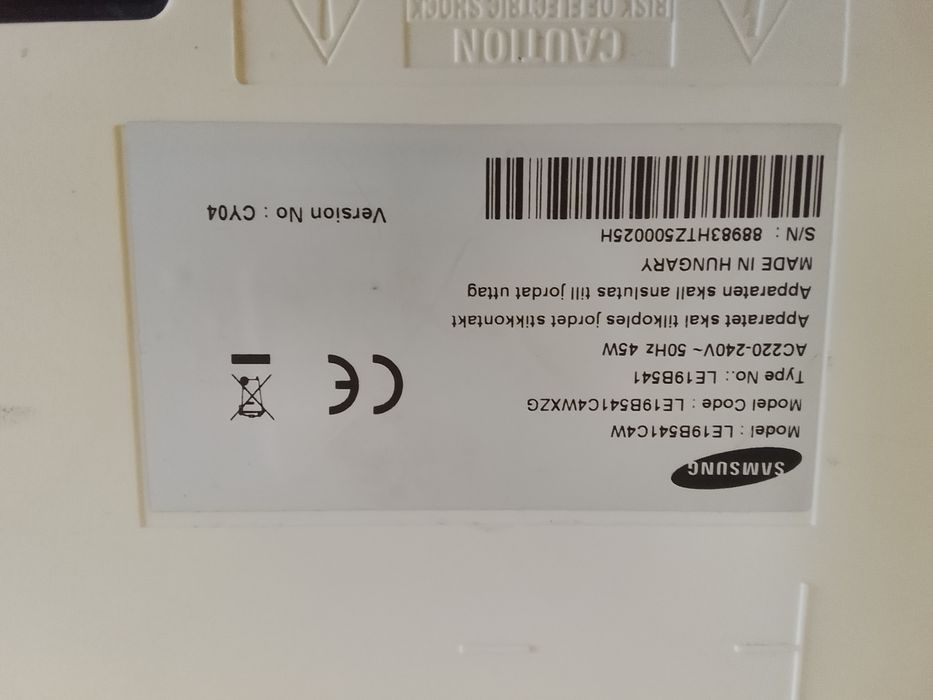 SAMSUNG
Model : LE19B541C4W
Model Code : LE19B541C4WXZG
Type No.: LE19B541
AC220-240V~ 50Hz 45W
Apparatet skal tilkoples jordet stikkontakt
Apparaten skall anslutas till jordat uttag
MADE IN HUNGARY
S/N : 88983HTZ500025H
Version No : CY04
CAUTION
RISK OF ELECTRIC SHOCK